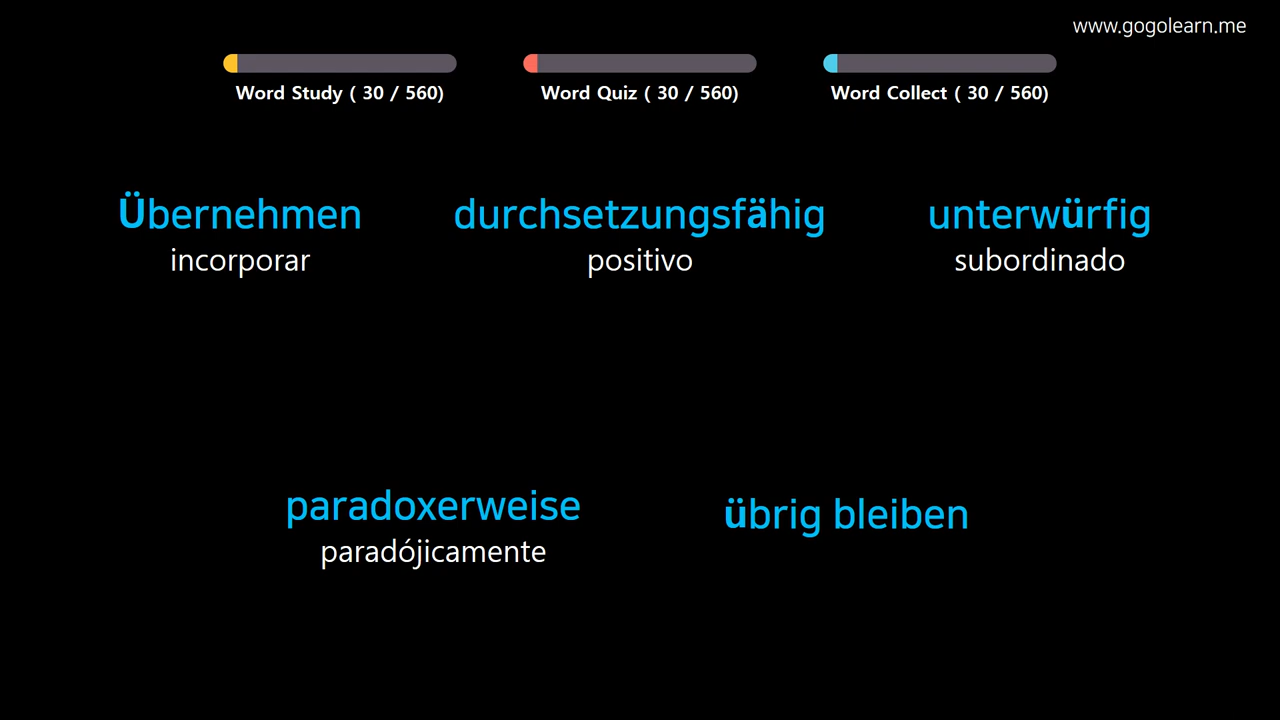 www.gogolearn.me
Word Study ( 30 / 560)
Word Quiz ( 30 / 560)
Word Collect ( 30 / 560)
Übernehmen
incorporar
durchsetzungsfähig
positivo
unterwürfig
subordinado
paradoxerweise
paradójicamente
übrig bleiben